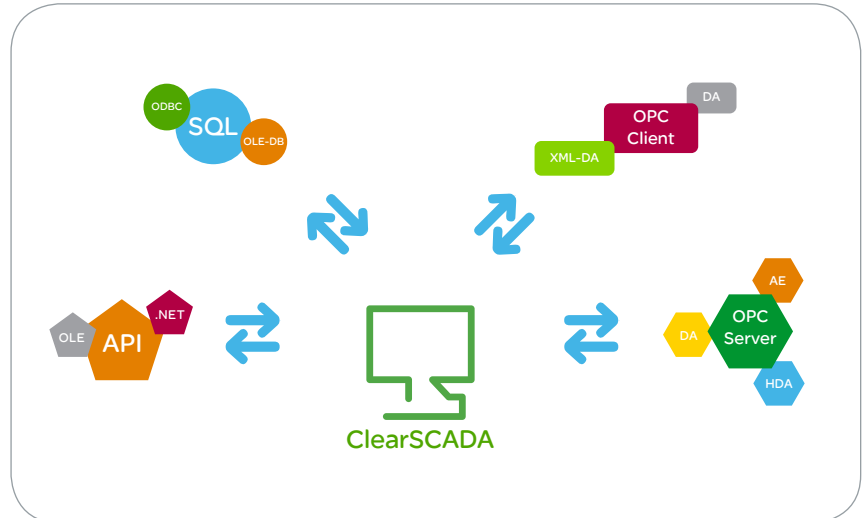 ODBC
SQL
OLE-DB
DA
OPC
Client
XML-DA
AE
OPC
Server
DA
HDA
.NET
OLE
API
ClearSCADA